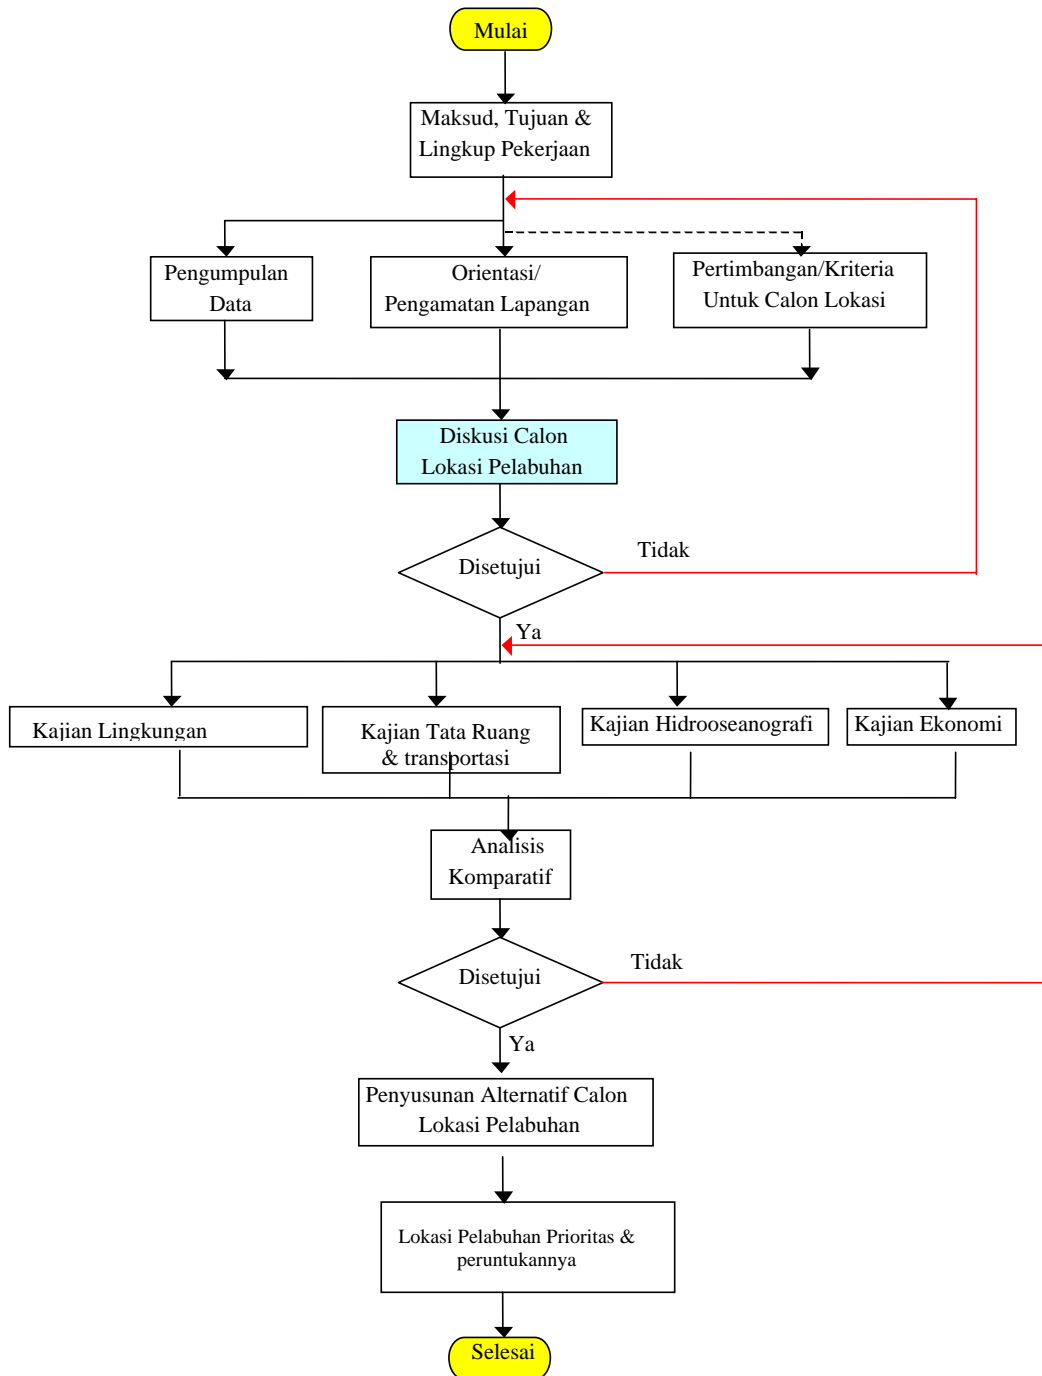 Mulai
Maksud, Tujuan &
Lingkup Pekerjaan
Pengumpulan
Data
Orientasi/
Pengamatan Lapangan
Pertimbangan/Kriteria
Untuk Calon Lokasi
Diskusi Calon
Lokasi Pelabuhan
Disetujui
Tidak
Ya
Kajian Lingkungan
Kajian Tata Ruang
& transportasi
Kajian Hidrooseanografi
Kajian Ekonomi
Analisis
Komparatif
Disetujui
Tidak
Ya
Penyusunan Alternatif Calon
Lokasi Pelabuhan
Lokasi Pelabuhan Prioritas &
peruntukannya
Selesai